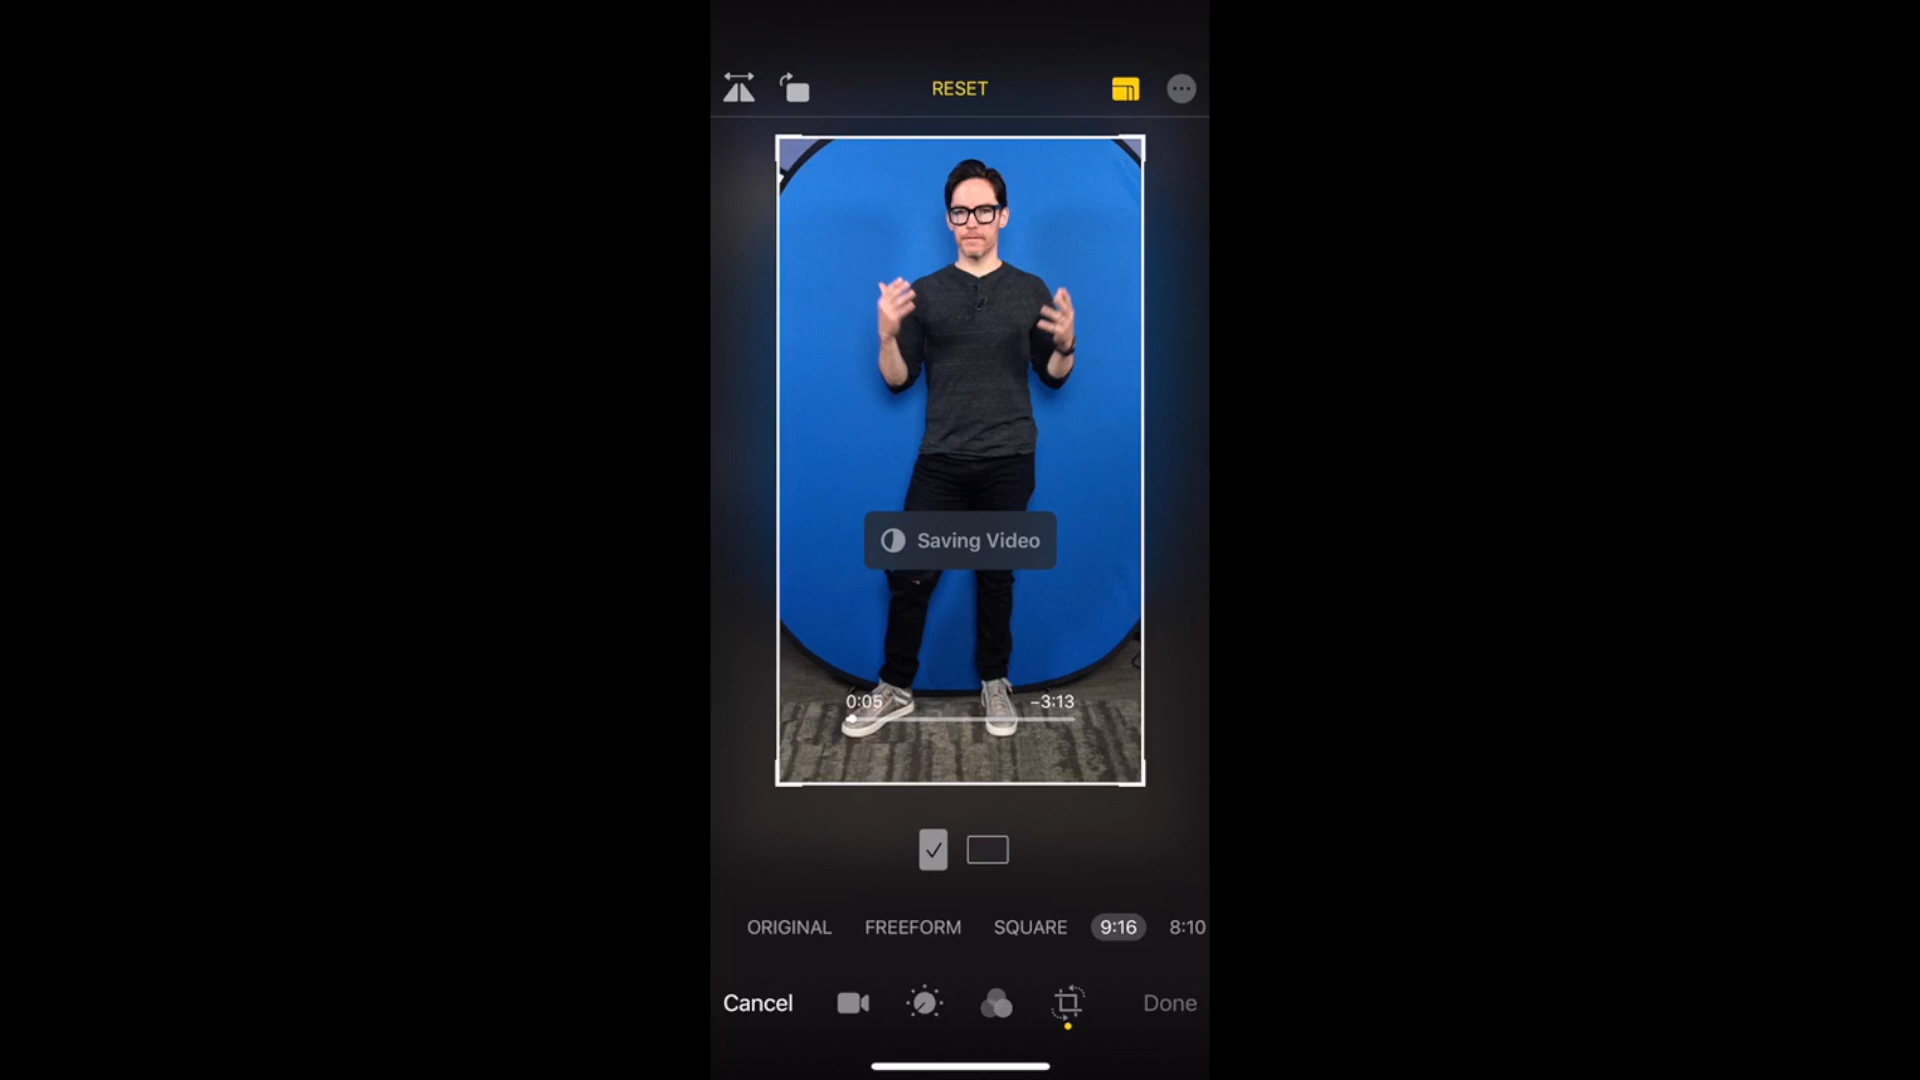 RESET
Saving Video
0:05 –3:13
ORIGINAL FREEFORM SQUARE 9:16 8:10
Cancel Done